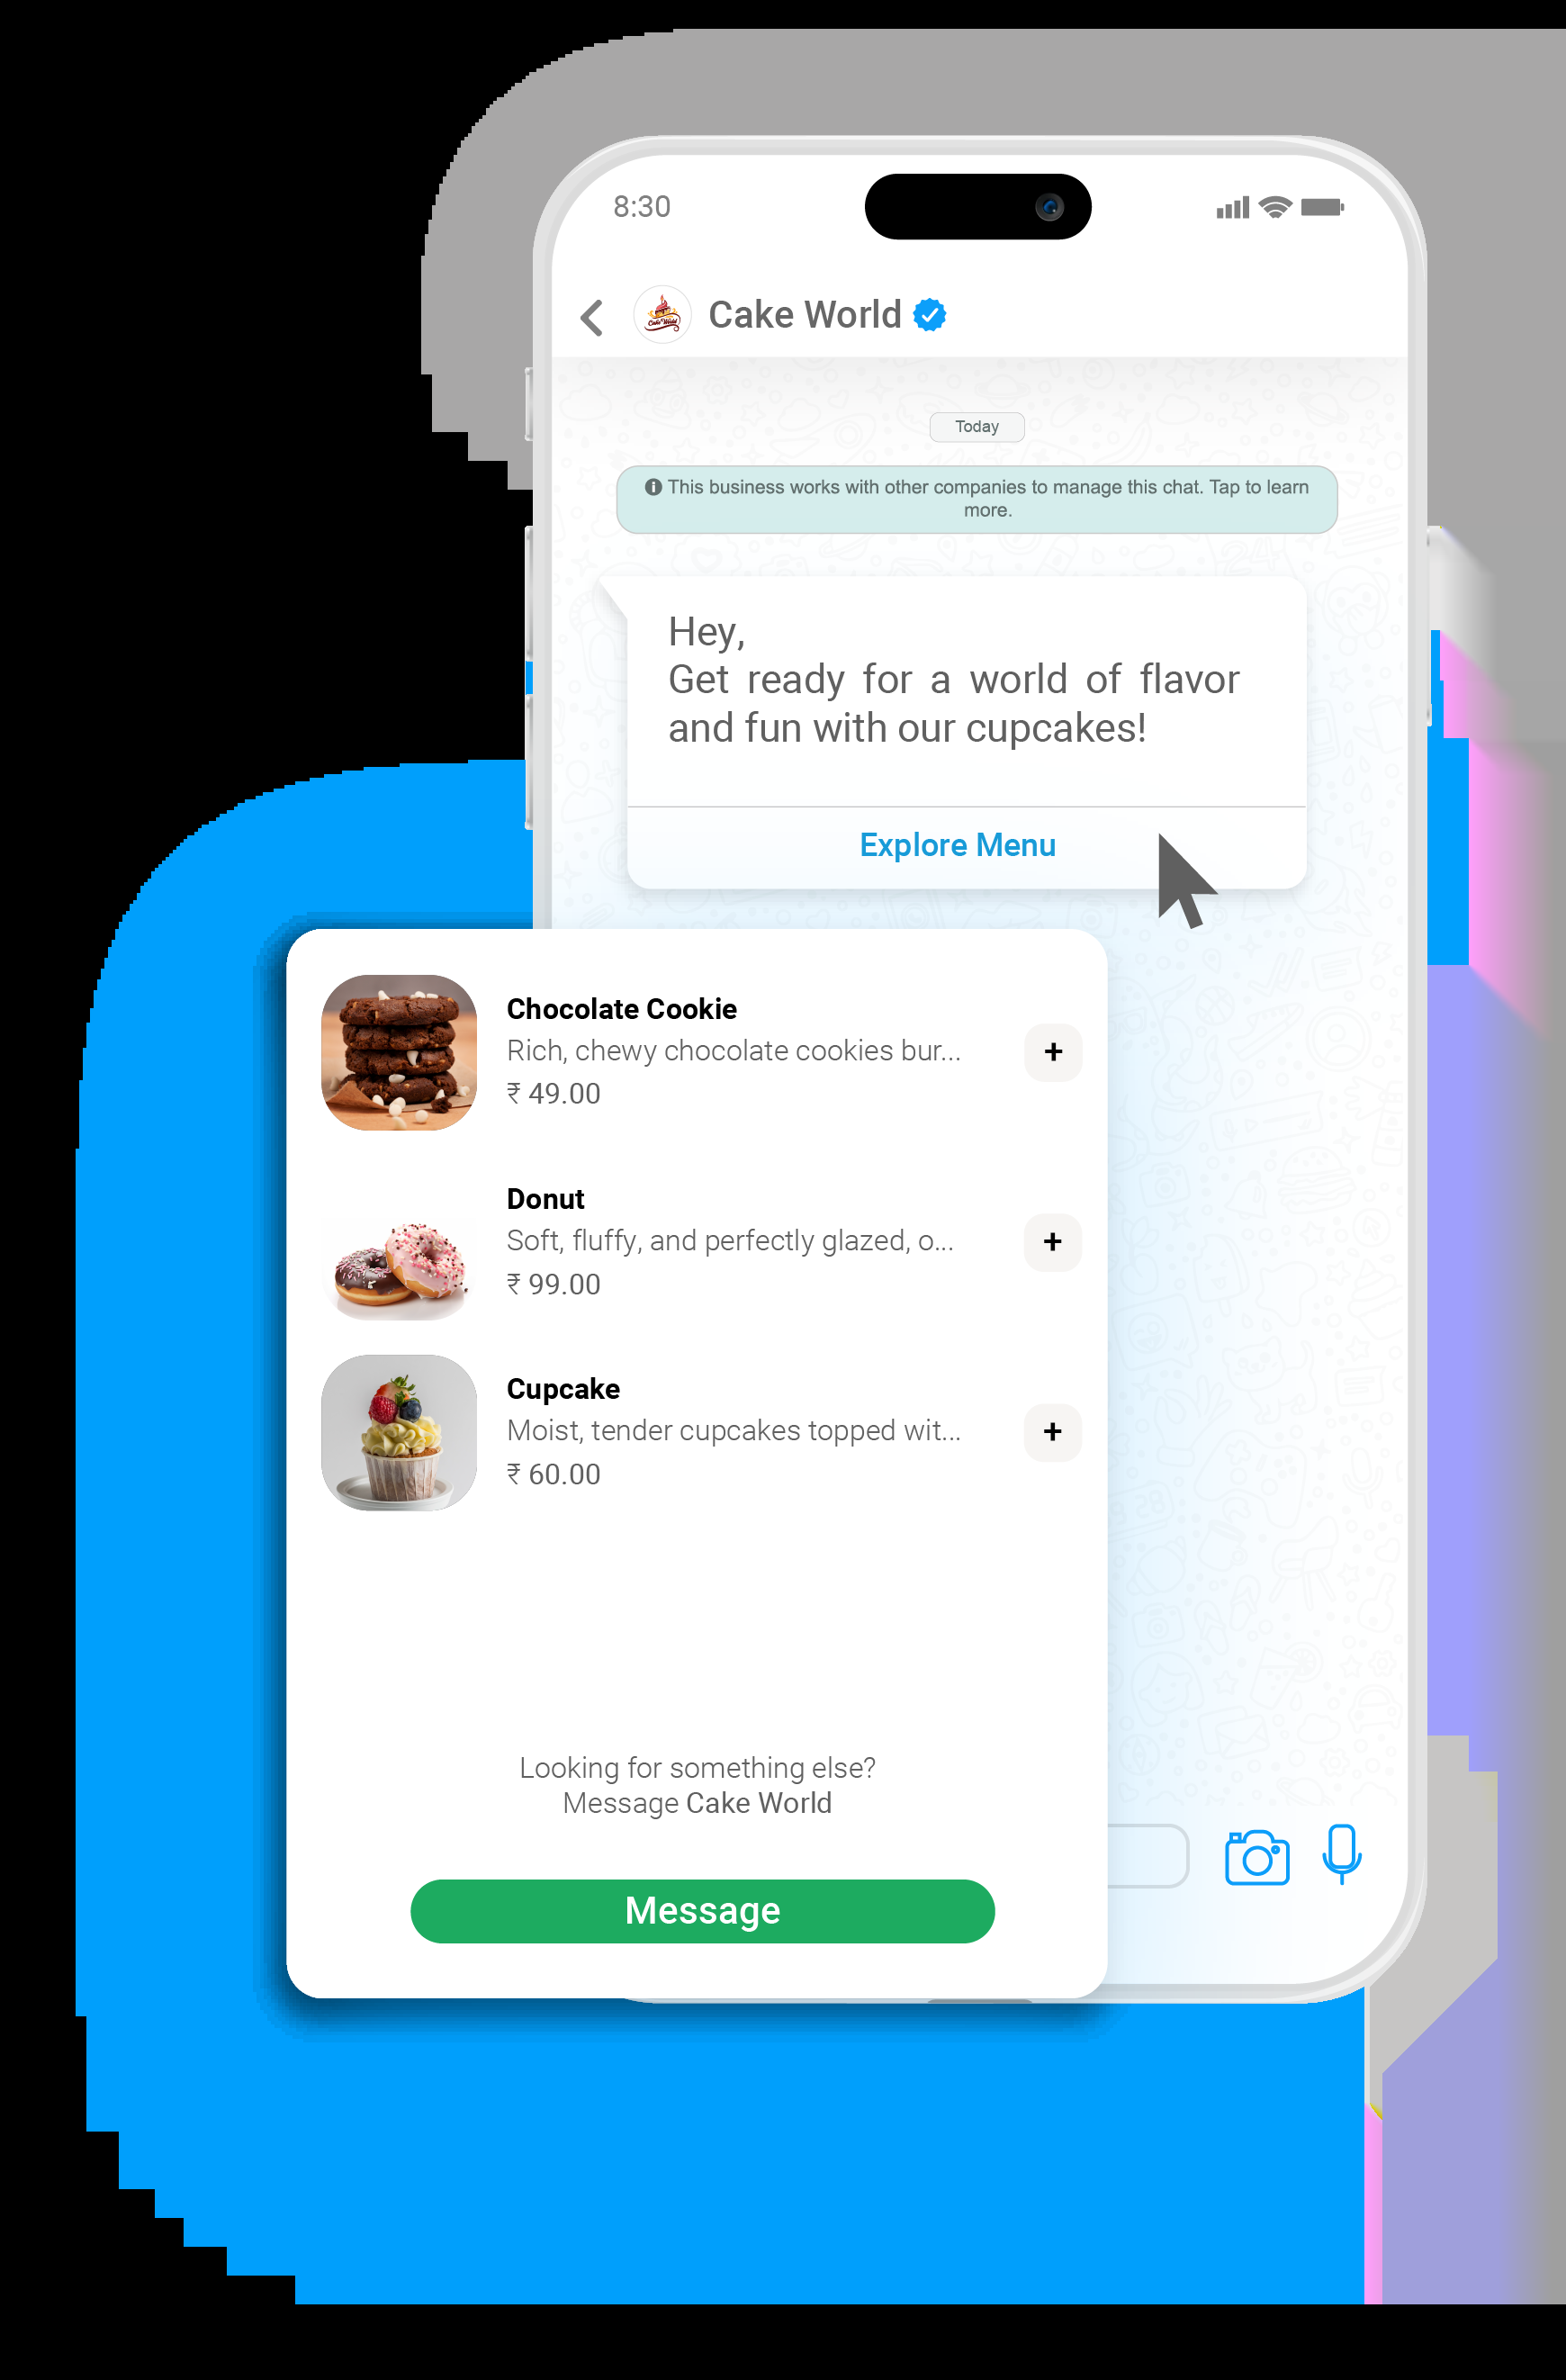 8:30
Cake World
Cake World
Today
This business works with other companies to manage this chat. Tap to learn
more.
Hey,
Get ready for a world of flavor
and fun with our cupcakes!
Explore Menu
Chocolate Cookie
Rich, chewy chocolate cookies bur...
₹ 49.00
+
Donut
Soft, fluffy, and perfectly glazed, o...
₹ 99.00
+
Cupcake
Moist, tender cupcakes topped wit...
₹ 60.00
+
Looking for something else?
Message Cake World
Message